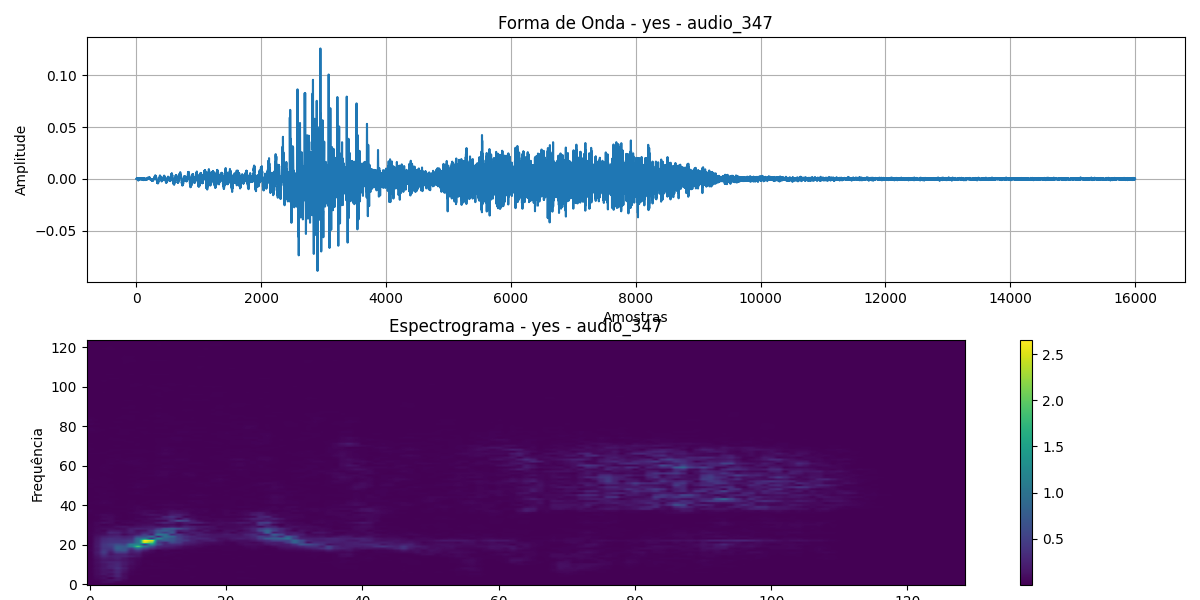 Forma de Onda - yes - audio_347
Amplitude
0.10
0.05
0.00
−0.05
0 2000 4000 6000 8000 10000 12000 14000 16000
Amostras
Espectrograma - yes - audio_347
Frequência
120
100
80
60
40
20
0
0 20 40 60 80 100 120
2.5
2.0
1.5
1.0
0.5